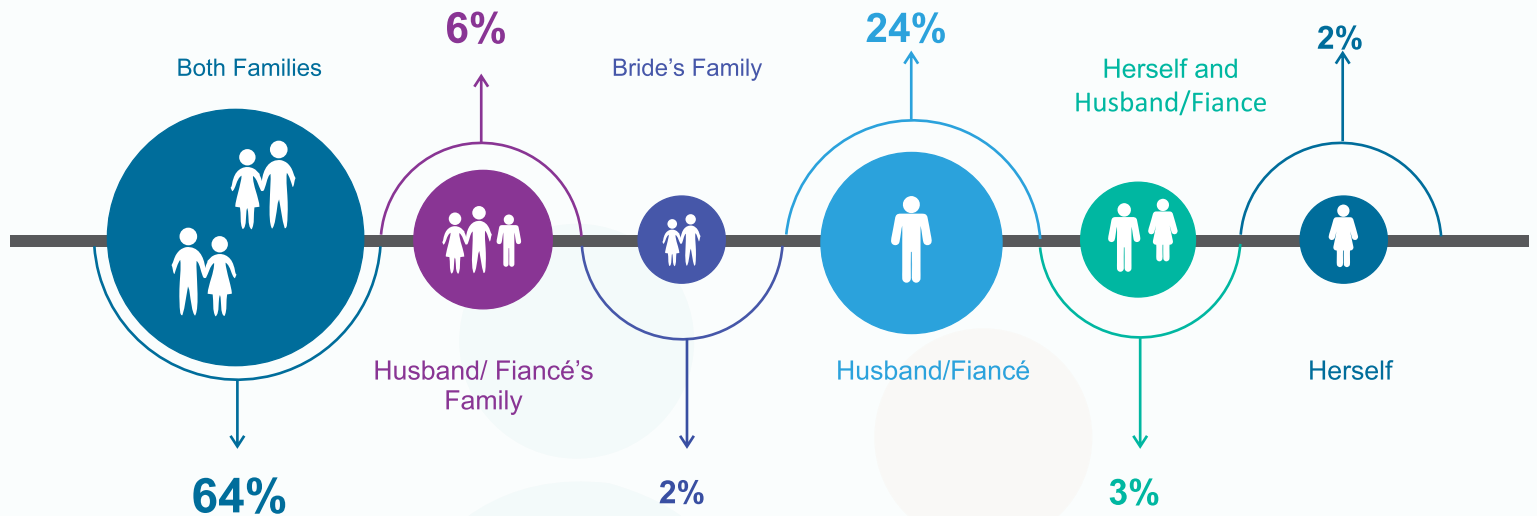 6%
24%
2%
Both Families
Bride’s Family
Herself and
Husband/Fiance
Husband/ Fiancé’s
Family
Husband/Fiancé
Herself
64%
2%
3%